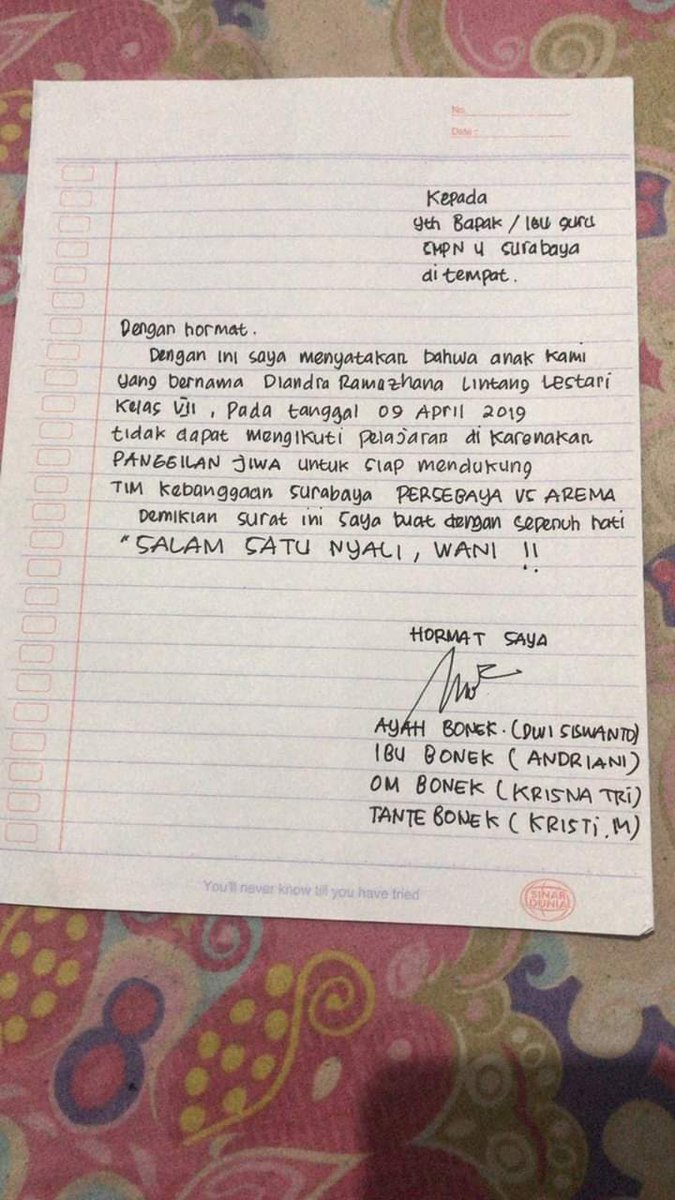 No.
Date :
Kepada
yth Bapak / Ibu guru
SMPN 4 Surabaya
di tempat.
Dengan hormat.
Dengan ini saya menyatakan bahwa anak kami
yang bernama Diandra Ramazhana Lintang Lestari
Kelas VIII, Pada tanggal 09 April 2019
tidak dapat mengikuti pelajaran di karenakan
PANGGILAN JIWA untuk siap mendukung
TIM kebanggaan surabaya PERSEBAYA VS AREMA
Demikian surat ini saya buat dengan sepenuh hati
"SALAM SATU NYALI, WANI !!
HORMAT SAYA
AYAH BONEK. (DWI SISWANTO)
IBU BONEK (ANDRIANI)
OM BONEK (KRISNA TRI)
TANTE BONEK (KRISTI.M)
You'll never know till you have tried
SINAR
DUNIA